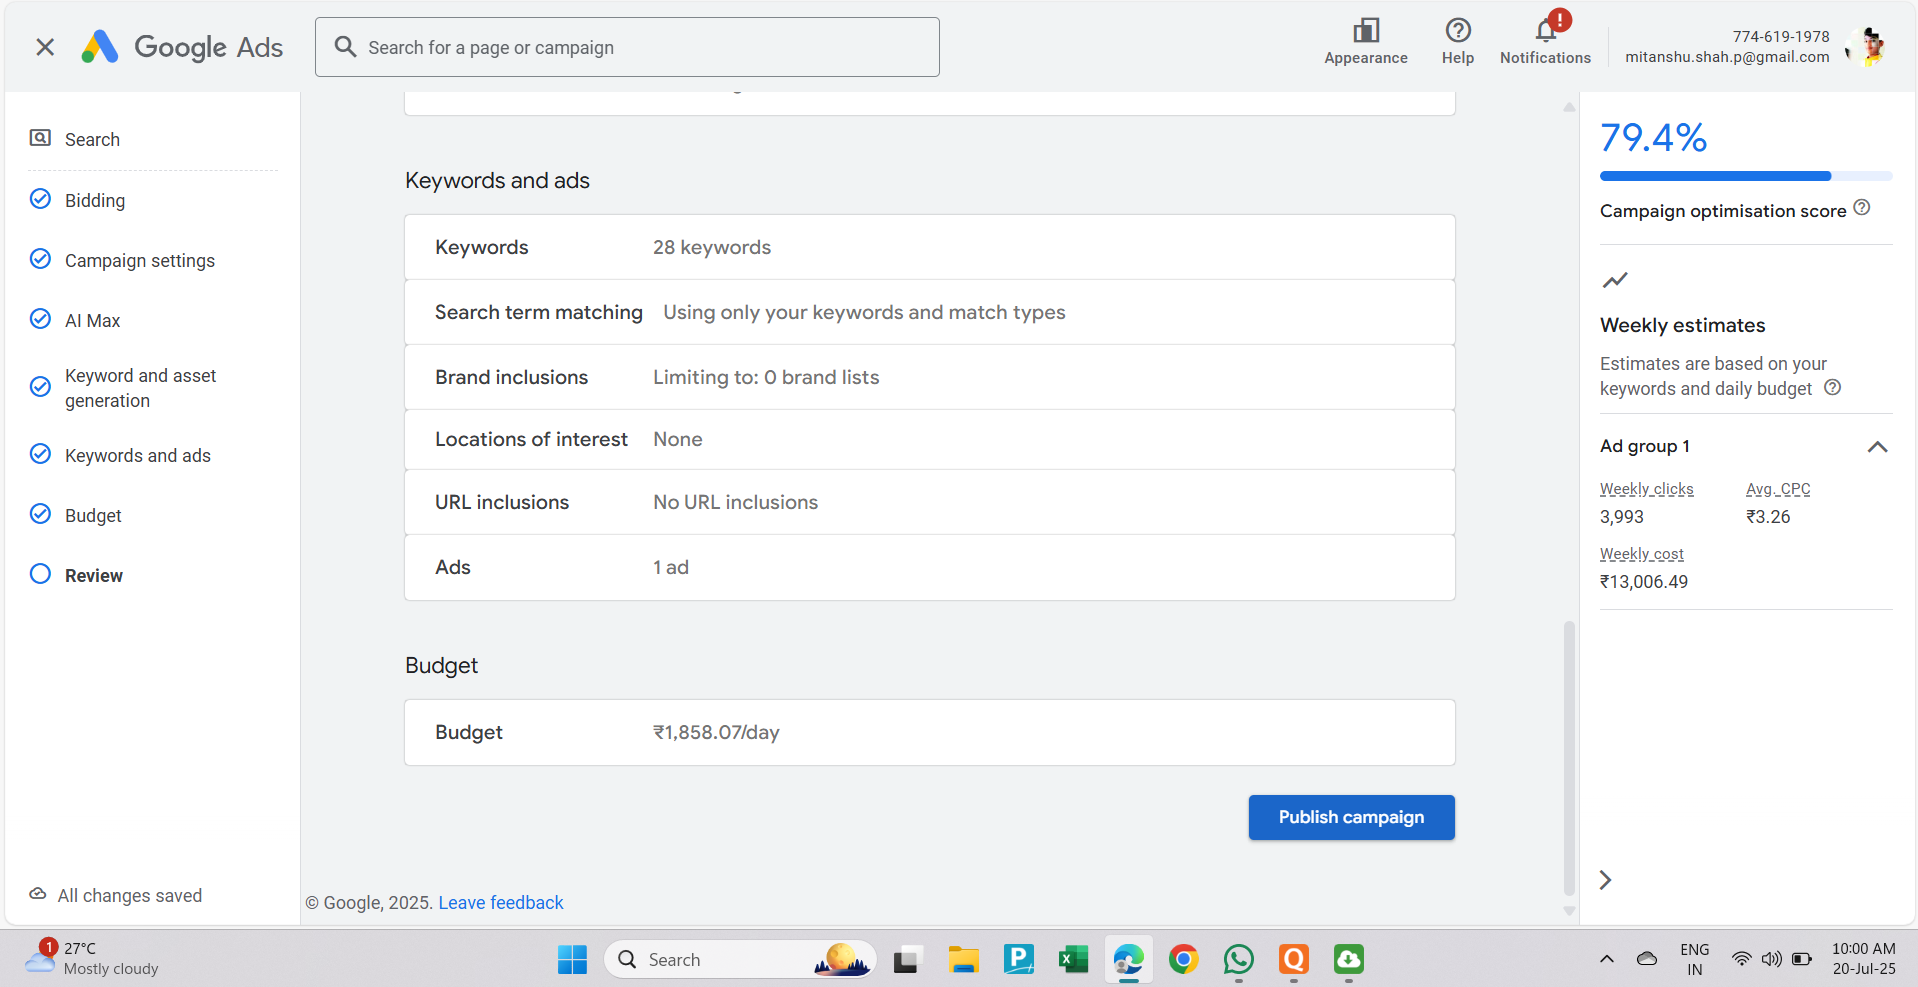 Google Ads
Search for a page or campaign
Appearance
Help
!
Notifications
774-619-1978
mitanshu.shah.p@gmail.com
Search
Bidding
Campaign settings
AI Max
Keyword and asset
generation
Keywords and ads
Budget
Review
All changes saved
Keywords and ads
Keywords 28 keywords
Search term matching Using only your keywords and match types
Brand inclusions Limiting to: 0 brand lists
Locations of interest None
URL inclusions No URL inclusions
Ads 1 ad
Budget
Budget ₹1,858.07/day
Publish campaign
© Google, 2025. Leave feedback
79.4%
Campaign optimisation score
Weekly estimates
Estimates are based on your
keywords and daily budget
Ad group 1
Weekly clicks Avg. CPC
3,993 ₹3.26
Weekly cost
₹13,006.49
1
27°C
Mostly cloudy
Search
ENG
IN
10:00 AM
20-Jul-25